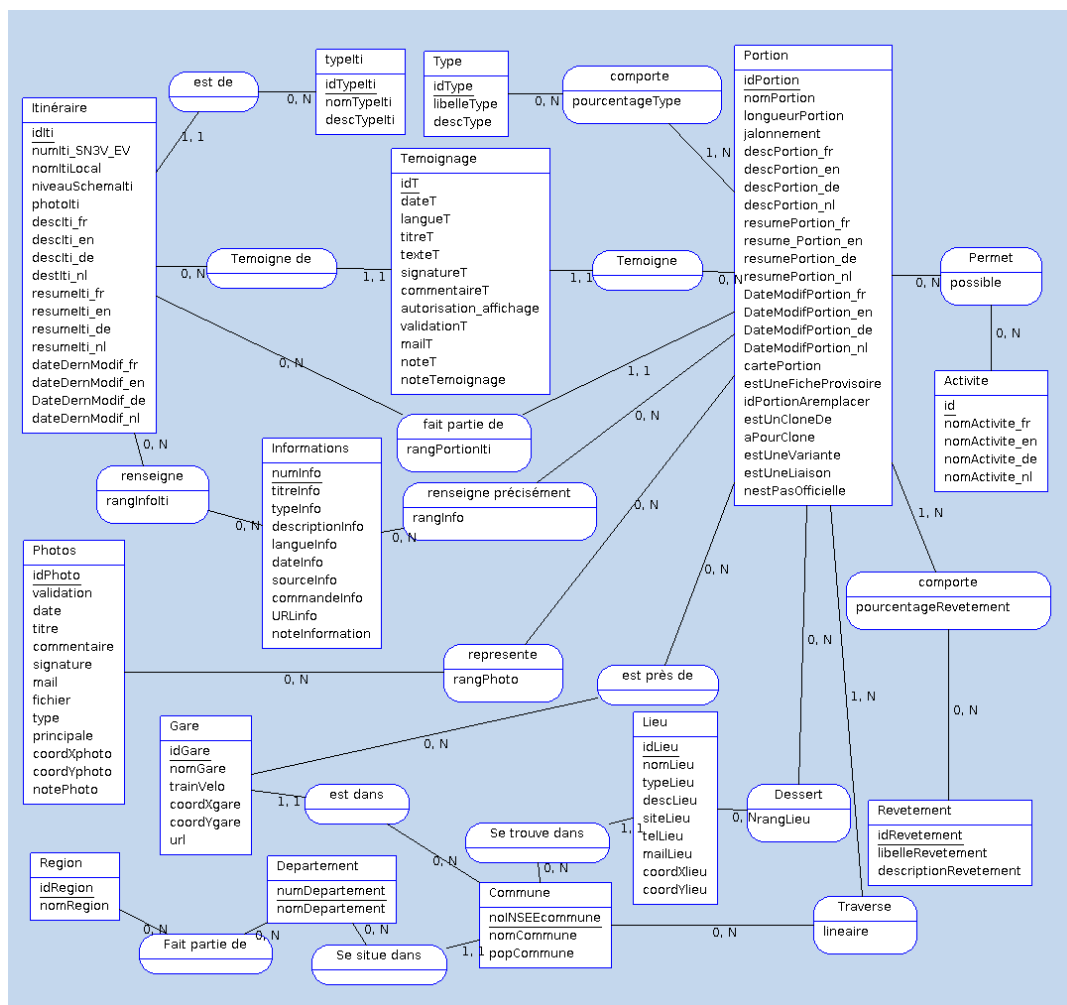 typeIti
idTypeIti
nomTypeIti
descTypeIti
Type
idType
libelleType
descType
comporte
pourcentageType
Portion
idPortion
nomPortion
longueurPortion
jalonnement
descPortion_fr
descPortion_en
descPortion_de
descPortion_nl
resumePortion_fr
resume_Portion_en
resumePortion_de
resumePortion_nl
DateModifPortion_fr
DateModifPortion_en
DateModifPortion_de
DateModifPortion_nl
cartePortion
estUneFicheProvisoire
idPortionAremplacer
estUnCloneDe
aPourClone
estUneVariante
estUneLiaison
nestPasOfficielle
est de
0, N
1, 1
0, N
1, N
Itinéraire
idIti
numIti_SN3V_EV
nomItiLocal
niveauSchemaIti
photoIti
descIti_fr
descIti_en
descIti_de
destIti_nl
resumeIti_fr
resumeIti_en
resumeIti_de
resumeIti_nl
dateDernModif_fr
dateDernModif_en
DateDernModif_de
dateDernModif_nl
Temoignage
idT
dateT
langueT
titreT
texteT
signatureT
commentaireT
autorisation_affichage
validationT
mailT
noteT
noteTemoignage
Temoigne de
0, N
1, 1
Temoigne
1, 1
0, N
Permet
possible
0, N
0, N
Activite
id
nomActivite_fr
nomActivite_en
nomActivite_de
nomActivite_nl
0, N
1, 1
fait partie de
rangPortionIti
0, N
renseigne
rangInfoIti
0, N
0, N
Informations
numInfo
titreInfo
typeInfo
descriptionInfo
langueInfo
dateInfo
sourceInfo
commandeInfo
URLinfo
noteInformation
renseigne précisément
rangInfo
0, N
0, N
1, N
Photos
idPhoto
validation
date
titre
commentaire
signature
mail
fichier
type
principale
coordXphoto
coordYphoto
notePhoto
0, N
represente
rangPhoto
0, N
est près de
0, N
comporte
pourcentageRevetement
0, N
0, N
1, N
Gare
idGare
nomGare
trainVelo
coordXgare
coordYgare
url
1, 1
est dans
0, N
Lieu
idLieu
nomLieu
typeLieu
descLieu
siteLieu
telLieu
mailLieu
coordXlieu
coordYlieu
Se trouve dans
1, 1
0, N
Dessert
rangLieu
0, N
Revetement
idRevetement
libelleRevetement
descriptionRevetement
Region
idRegion
nomRegion
0, N
Fait partie de
0, N
Departement
numDepartement
nomDepartement
0, N
Se situe dans
1, 1
Commune
noINSEEcommune
nomCommune
popCommune
0, N
Traverse
lineaire